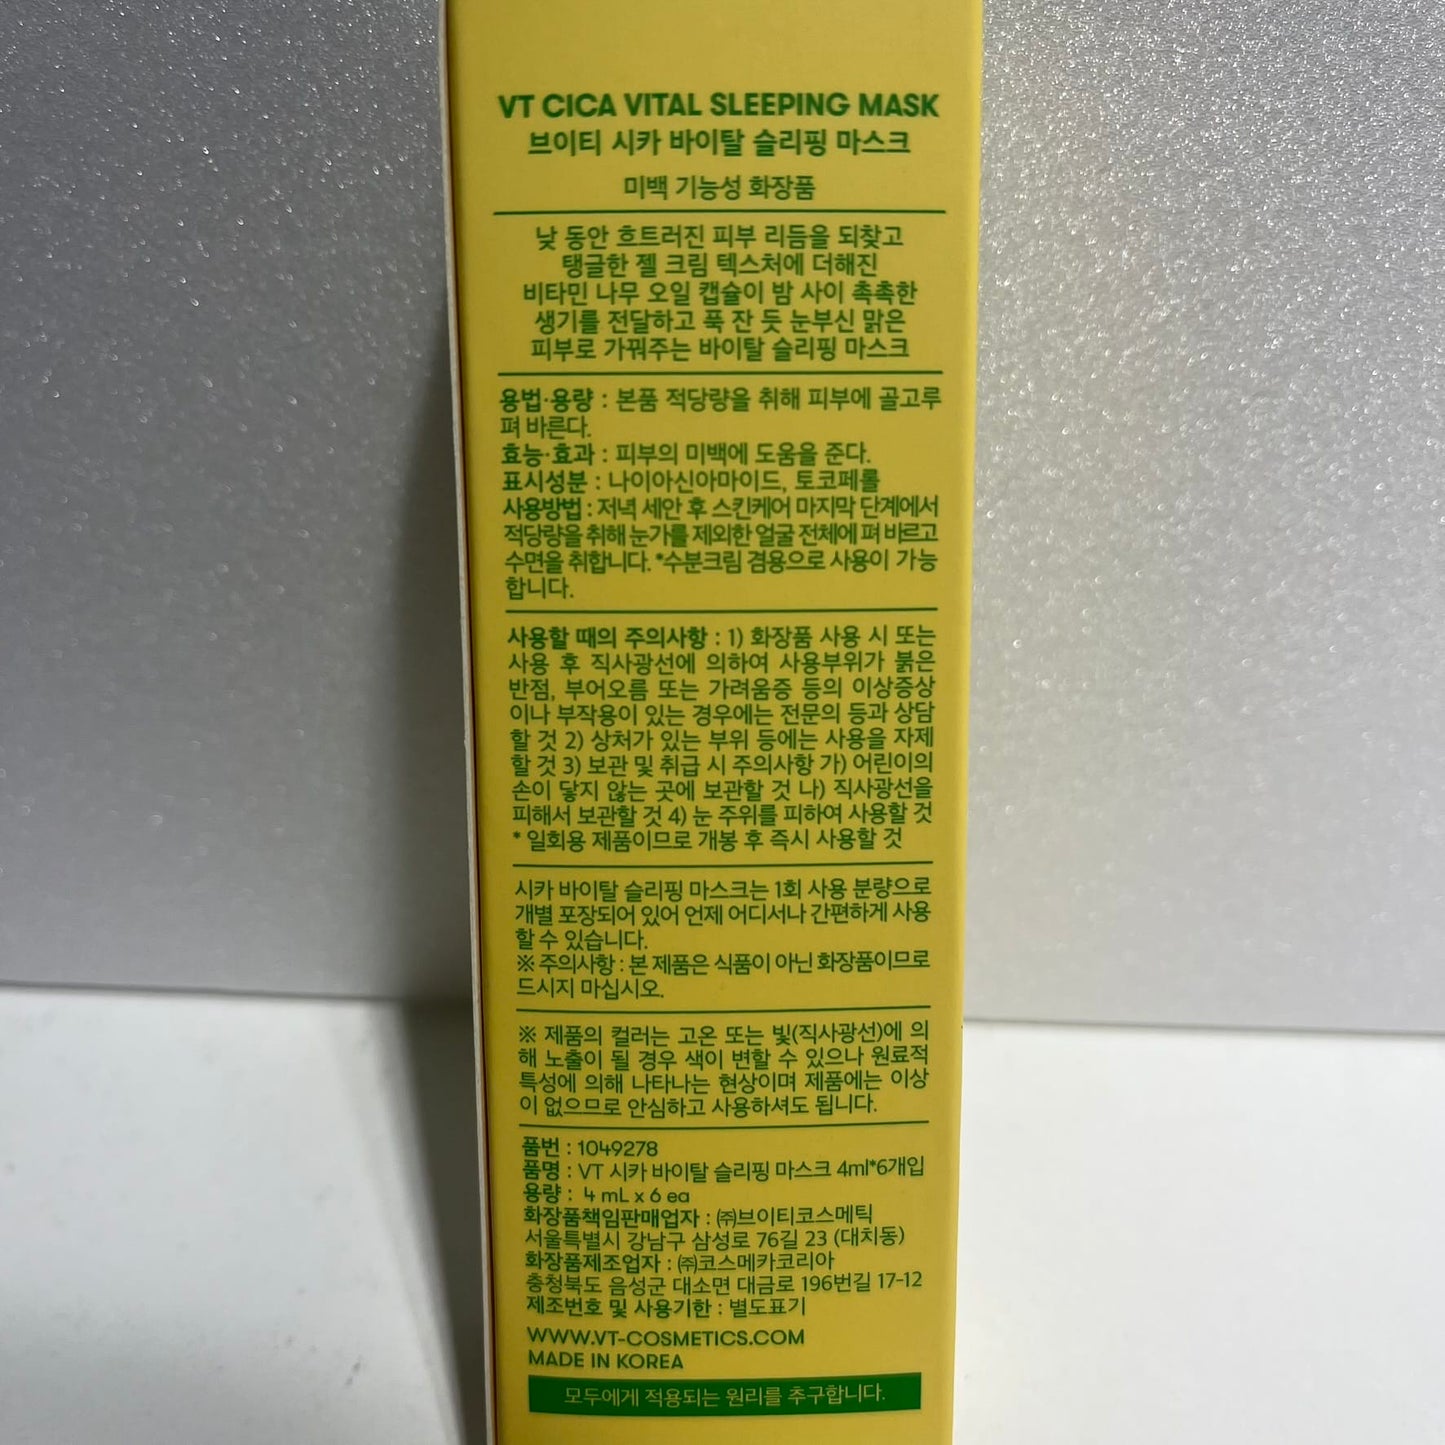 VT CICA VITAL SLEEPING MASK
브이티 시카 바이탈 슬리핑 마스크
미백 기능성 화장품
낮 동안 흐트러진 피부 리듬을 되찾고
탱글한 젤 크림 텍스처에 더해진
비타민 나무 오일 캡슐이 밤 사이 촉촉한
생기를 전달하고 푹 잔 듯 눈부신 맑은
피부로 가꿔주는 바이탈 슬리핑 마스크
용법·용량 : 본품 적당량을 취해 피부에 골고루
펴 바른다.
효능·효과 : 피부의 미백에 도움을 준다.
표시성분 : 나이아신아마이드, 토코페롤
사용방법 : 저녁 세안 후 스킨케어 마지막 단계에서
적당량을 취해 눈가를 제외한 얼굴 전체에 펴 바르고
수면을 취합니다. *수분크림 겸용으로 사용이 가능
합니다.
사용할 때의 주의사항 : 1) 화장품 사용 시 또는
사용 후 직사광선에 의하여 사용부위가 붉은
반점, 부어오름 또는 가려움증 등의 이상증상
이나 부작용이 있는 경우에는 전문의 등과 상담
할 것 2) 상처가 있는 부위 등에는 사용을 자제
할 것 3) 보관 및 취급 시 주의사항 가) 어린이의
손이 닿지 않는 곳에 보관할 것 나) 직사광선을
피해서 보관할 것 4) 눈 주위를 피하여 사용할 것
* 일회용 제품이므로 개봉 후 즉시 사용할 것
시카 바이탈 슬리핑 마스크는 1회 사용 분량으로
개별 포장되어 있어 언제 어디서나 간편하게 사용
할 수 있습니다.
※ 주의사항 : 본 제품은 식품이 아닌 화장품이므로
드시지 마십시오.
※ 제품의 컬러는 고온 또는 빛(직사광선)에 의
해 노출이 될 경우 색이 변할 수 있으나 원료적
특성에 의해 나타나는 현상이며 제품에는 이상
이 없으므로 안심하고 사용하셔도 됩니다.
품번 : 1049278
품명 : VT 시카 바이탈 슬리핑 마스크 4ml*6개입
용량 : 4 mL x 6 ea
화장품책임판매업자 : ㈜브이티코스메틱
서울특별시 강남구 삼성로 76길 23 (대치동)
화장품제조업자 : ㈜코스메카코리아
충청북도 음성군 대소면 대금로 196번길 17-12
제조번호 및 사용기한 : 별도표기
WWW.VT-COSMETICS.COM
MADE IN KOREA
모두에게 적용되는 원리를 추구합니다.